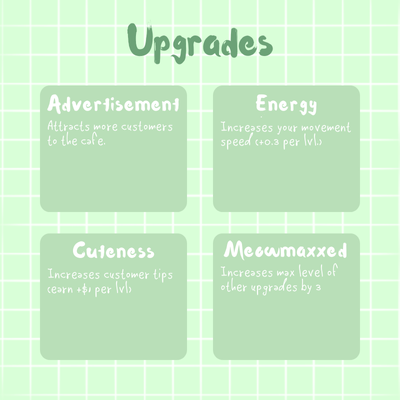 Upgrades
Advertisement
Attracts more customers
to the cafe.
Energy
Increases your movement
speed (+0.3 per lvl)
Cuteness
Increases customer tips
(earn +$1 per lvl)
Meowmaxxed
Increases max level of
other upgrades by 3